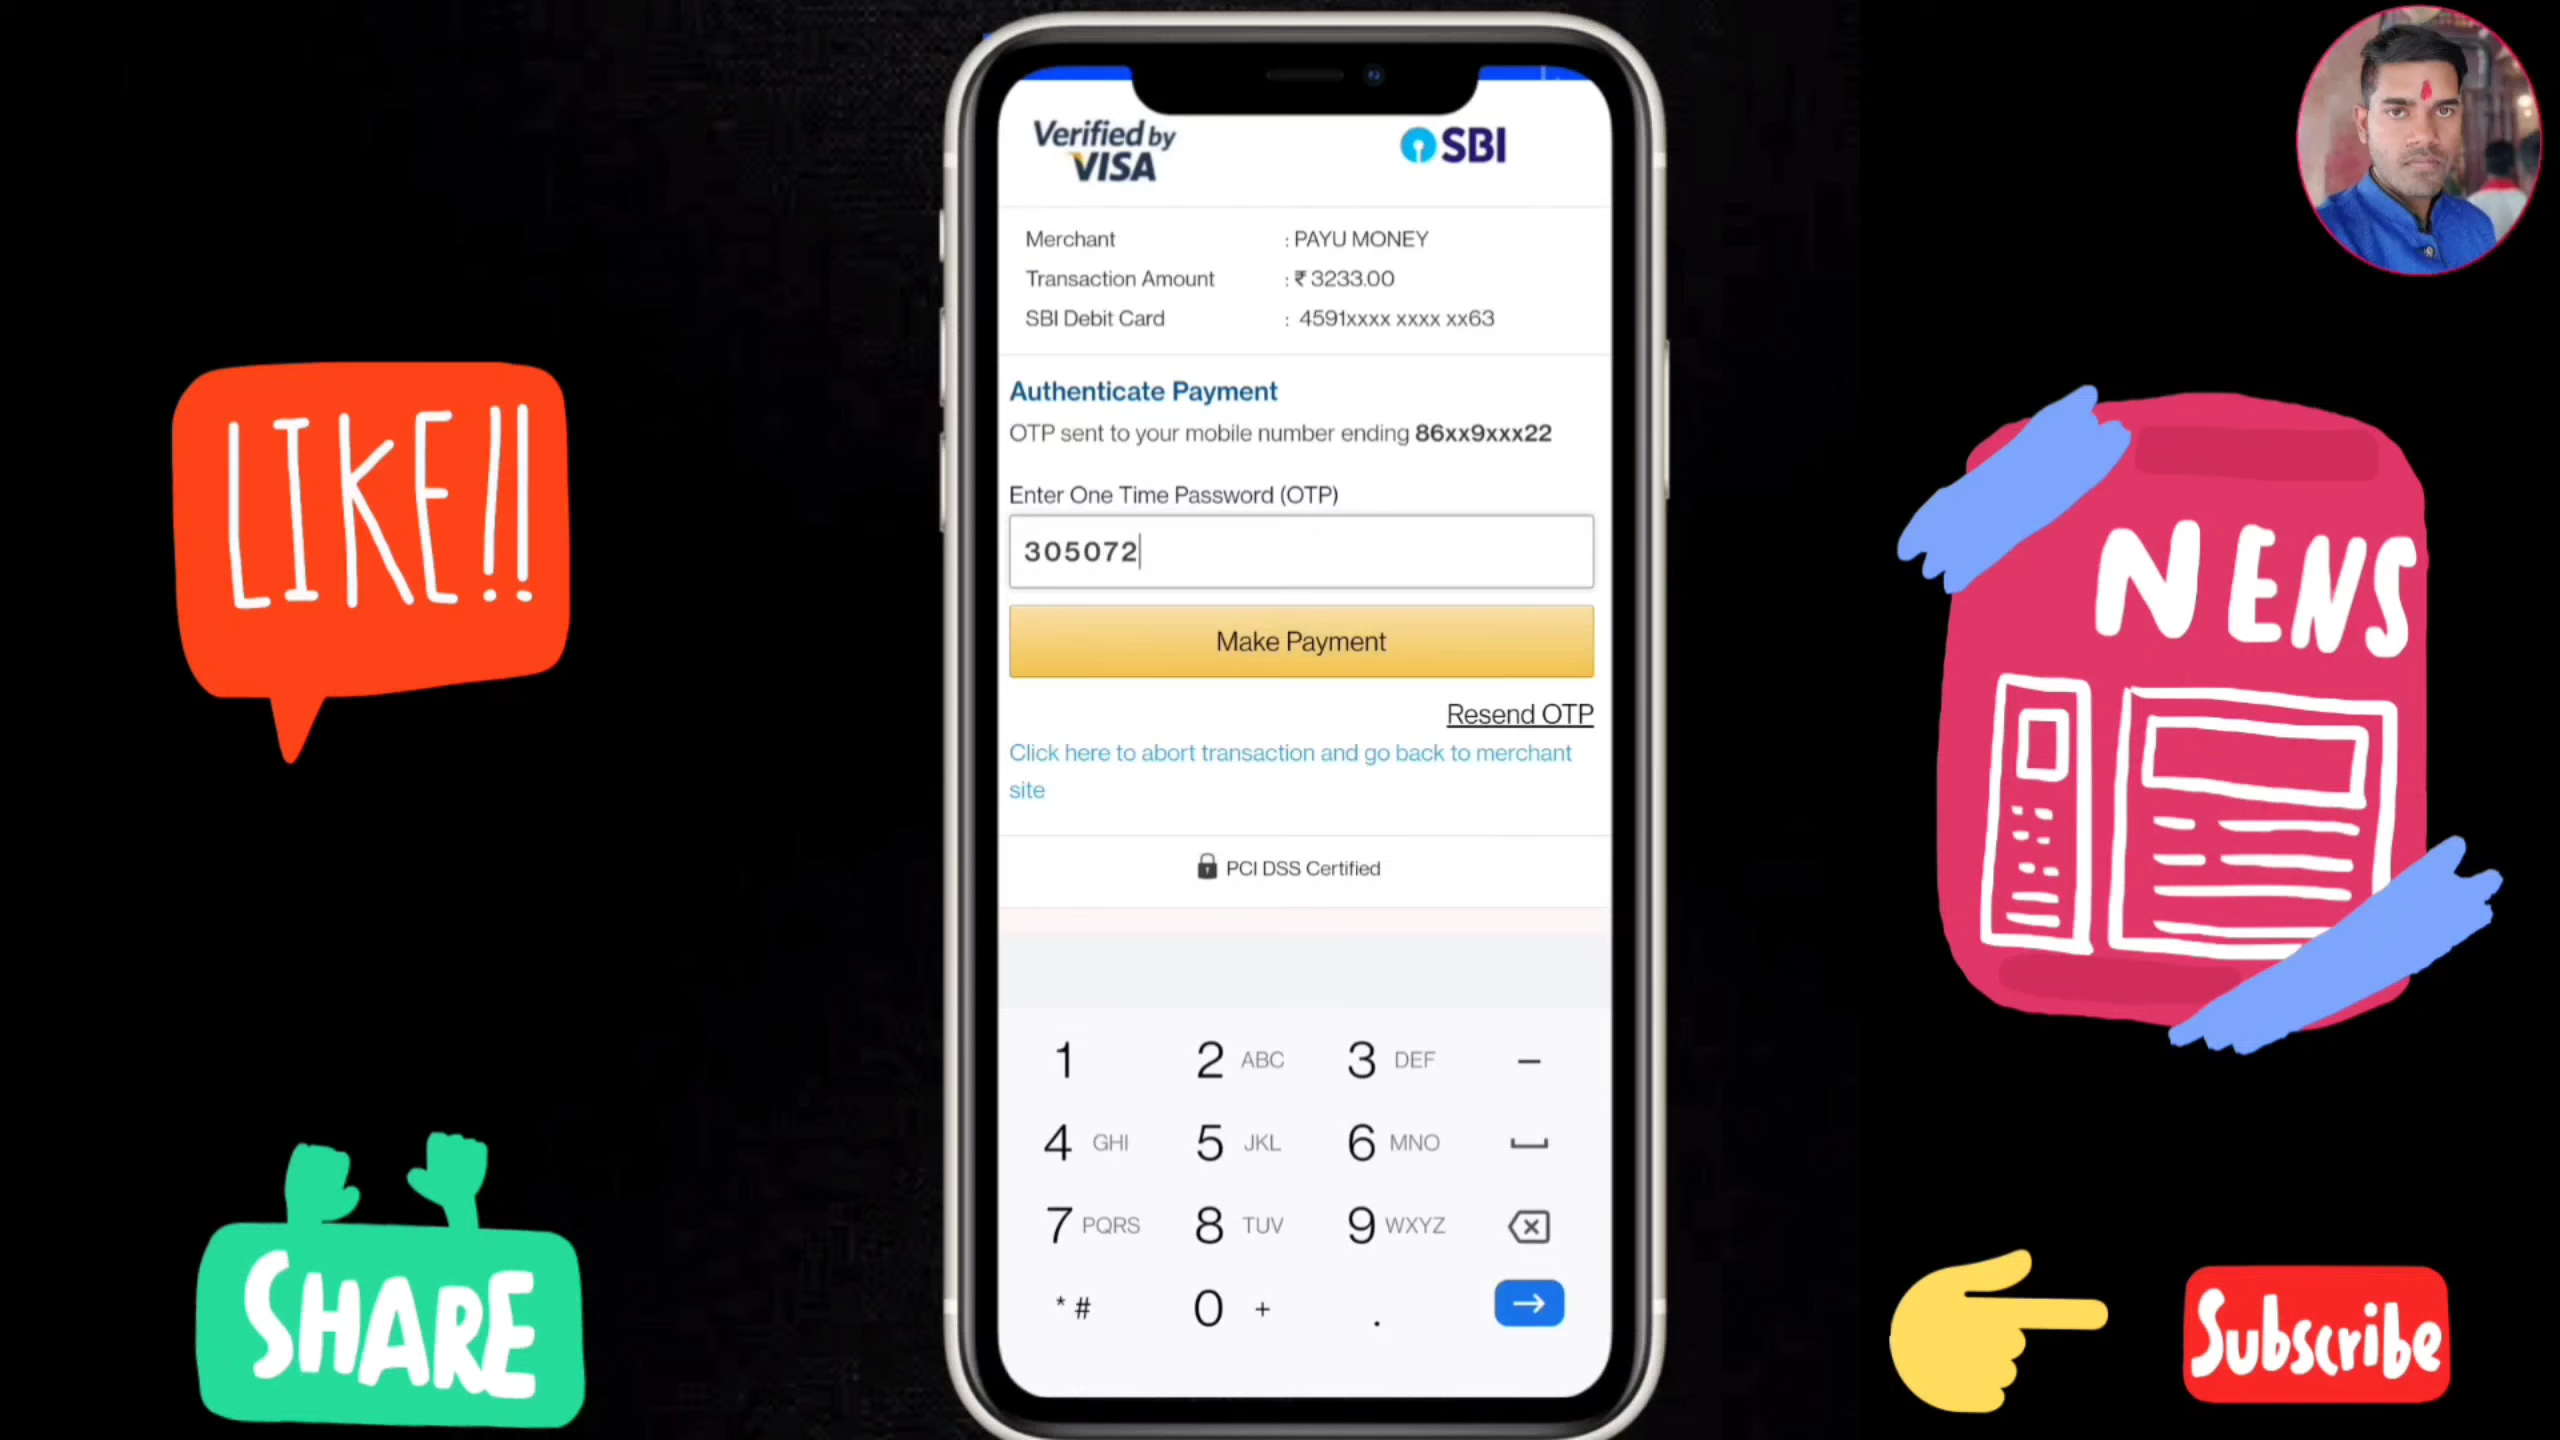 Verified by
VISA
SBI
Merchant : PAYU MONEY
Transaction Amount : ₹ 3233.00
SBI Debit Card : 4591xxxx xxxx xx63
Authenticate Payment
OTP sent to your mobile number ending 86xx9xxx22
Enter One Time Password (OTP)
305072
Make Payment
Resend OTP
Click here to abort transaction and go back to merchant
site
PCI DSS Certified
1 2 ABC 3 DEF –
4 GHI 5 JKL 6 MNO
7 PQRS 8 TUV 9 WXYZ
* # 0 + .
LIKE!!
SHARE
NENS
Subscribe